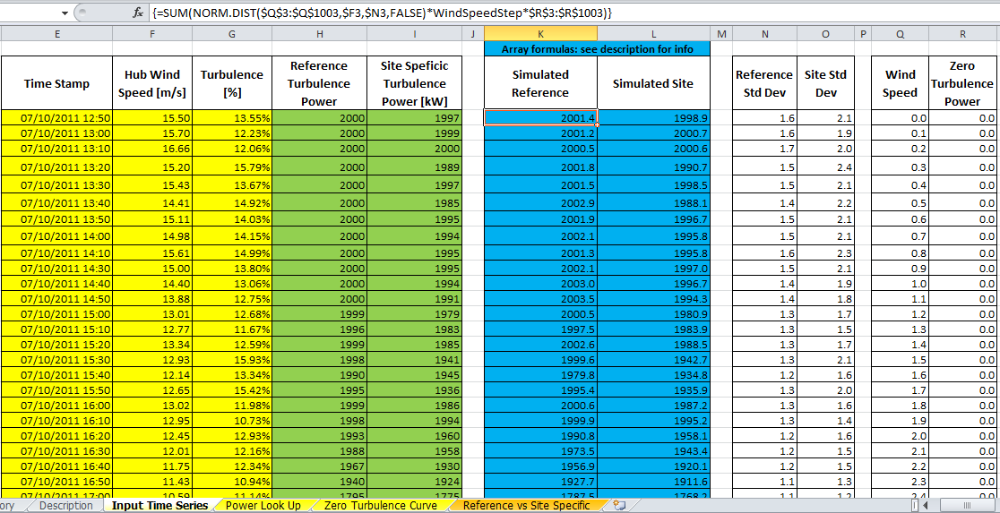 fx {=SUM(NORM.DIST($Q$3:$Q$1003,$F3,$N3,FALSE)*WindSpeedStep*$R$3:$R$1003)}
E F G H I J K L M N O P Q R
Array formulas: see description for info
Time Stamp Hub Wind Speed [m/s] Turbulence [%] Reference Turbulence Power Site Speficic Turbulence Power [kW] Simulated Reference Simulated Site Reference Std Dev Site Std Dev Wind Speed Zero Turbulence Power
07/10/2011 12:50 15.50 13.55% 2000 1997 2001.4 1998.9 1.6 2.1 0.0 0.0
07/10/2011 13:00 15.70 12.23% 2000 1999 2001.2 2000.7 1.6 1.9 0.1 0.0
07/10/2011 13:10 16.66 12.06% 2000 2000 2000.5 2000.6 1.7 2.0 0.2 0.0
07/10/2011 13:20 15.20 15.79% 2000 1989 2001.8 1990.7 1.5 2.4 0.3 0.0
07/10/2011 13:30 15.43 13.67% 2000 1997 2001.5 1998.5 1.5 2.1 0.4 0.0
07/10/2011 13:40 14.41 14.92% 2000 1985 2002.9 1988.1 1.4 2.2 0.5 0.0
07/10/2011 13:50 15.11 14.03% 2000 1995 2001.9 1996.7 1.5 2.1 0.6 0.0
07/10/2011 14:00 14.98 14.15% 2000 1994 2002.1 1995.8 1.5 2.1 0.7 0.0
07/10/2011 14:10 15.61 14.99% 2000 1995 2001.3 1995.8 1.6 2.3 0.8 0.0
07/10/2011 14:30 15.00 13.80% 2000 1995 2002.1 1997.0 1.5 2.1 0.9 0.0
07/10/2011 14:40 14.40 13.06% 2000 1994 2003.0 1996.7 1.4 1.9 1.0 0.0
07/10/2011 14:50 13.88 12.75% 2000 1991 2003.5 1994.3 1.4 1.8 1.1 0.0
07/10/2011 15:00 13.01 12.68% 1999 1979 2000.5 1980.9 1.3 1.7 1.2 0.0
07/10/2011 15:10 12.77 11.67% 1996 1983 1997.5 1983.9 1.3 1.5 1.3 0.0
07/10/2011 15:20 13.34 12.59% 1999 1985 2002.6 1988.5 1.3 1.7 1.4 0.0
07/10/2011 15:30 12.93 15.93% 1998 1941 1999.6 1942.7 1.3 2.1 1.5 0.0
07/10/2011 15:40 12.14 13.34% 1990 1945 1979.8 1934.8 1.2 1.6 1.6 0.0
07/10/2011 15:50 12.65 15.42% 1995 1936 1995.4 1935.9 1.3 2.0 1.7 0.0
07/10/2011 16:00 13.02 11.98% 1999 1986 2000.6 1987.2 1.3 1.6 1.8 0.0
07/10/2011 16:10 12.95 10.73% 1998 1994 1999.9 1995.2 1.3 1.4 1.9 0.0
07/10/2011 16:20 12.45 12.93% 1993 1960 1990.8 1958.1 1.2 1.6 2.0 0.0
07/10/2011 16:30 12.01 12.16% 1988 1958 1973.5 1943.4 1.2 1.5 2.1 0.0
07/10/2011 16:40 11.75 12.34% 1967 1930 1956.9 1920.1 1.2 1.5 2.2 0.0
07/10/2011 16:50 11.43 10.94% 1940 1924 1927.7 1911.6 1.1 1.3 2.3 0.0
07/10/2011 17:00 10.59 11.14% 1795 1775 1787.5 1768.2 1.1 1.2 2.4 0.0
ory Description Input Time Series Power Look Up Zero Turbulence Curve Reference vs Site Specific